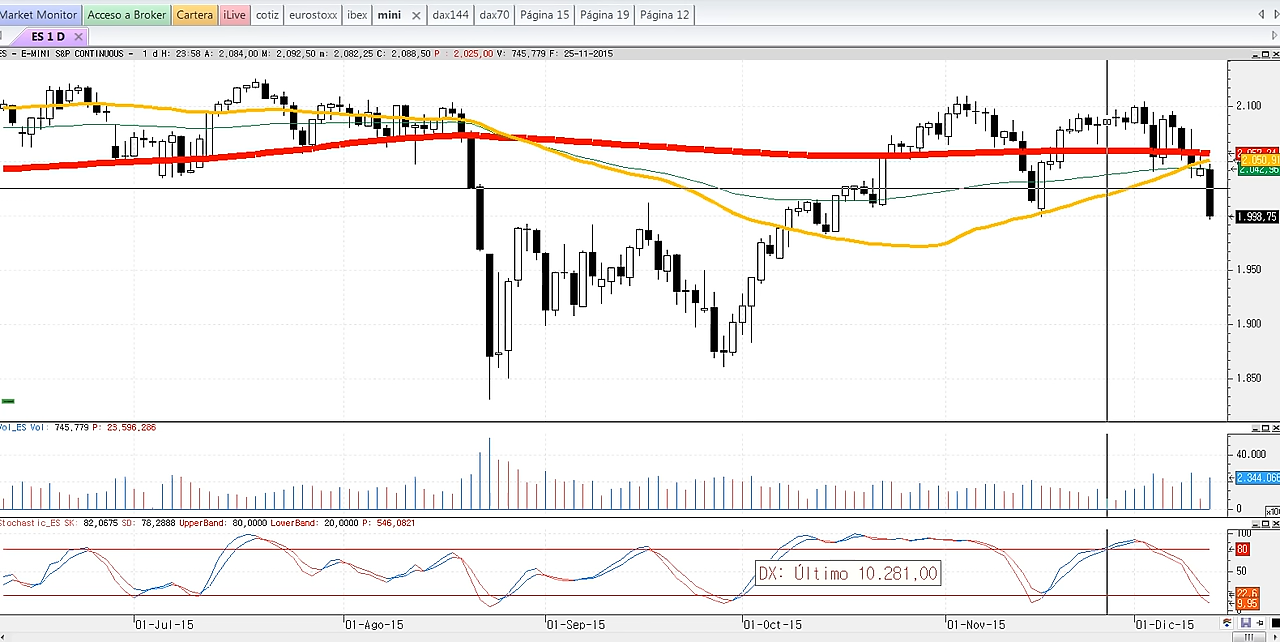 Market Monitor Acceso a Broker Cartera iLive cotiz eurostoxx ibex mini dax144 dax70 Página 15 Página 19 Página 12
ES 1 D
ES - E-MINI S&P CONTINUOUS - 1 d H: 23:58 A: 2,084,00 M: 2,092,50 m: 2,082,25 C: 2,088,50 P : 2,025,00 V: 745,779 F: 25-11-2015
2.100
2.042,96
1.998,75
1.950
1.900
1.850
Vol_ES Vol: 745,779 P: 23,596,286
40.000
2.344.066
0
Stochastic_ES SK: 82,0675 SD: 78,2888 UpperBand: 80,0000 LowerBand: 20,0000 P: 546,0821
100
80
50
DX: Último 10.281,00
22.6
9.95
01-Jul-15 01-Ago-15 01-Sep-15 01-Oct-15 01-Nov-15 01-Dic-15